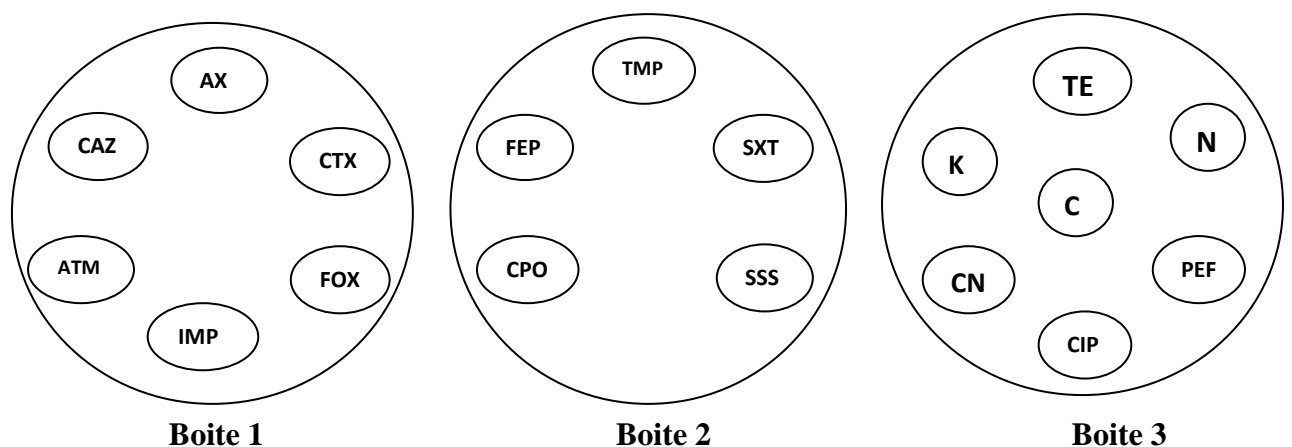 AX
CAZ
CTX
ATM
FOX
IMP
Boite 1
TMP
FEP
SXT
CPO
SSS
Boite 2
TE
N
K
C
CN
PEF
CIP
Boite 3